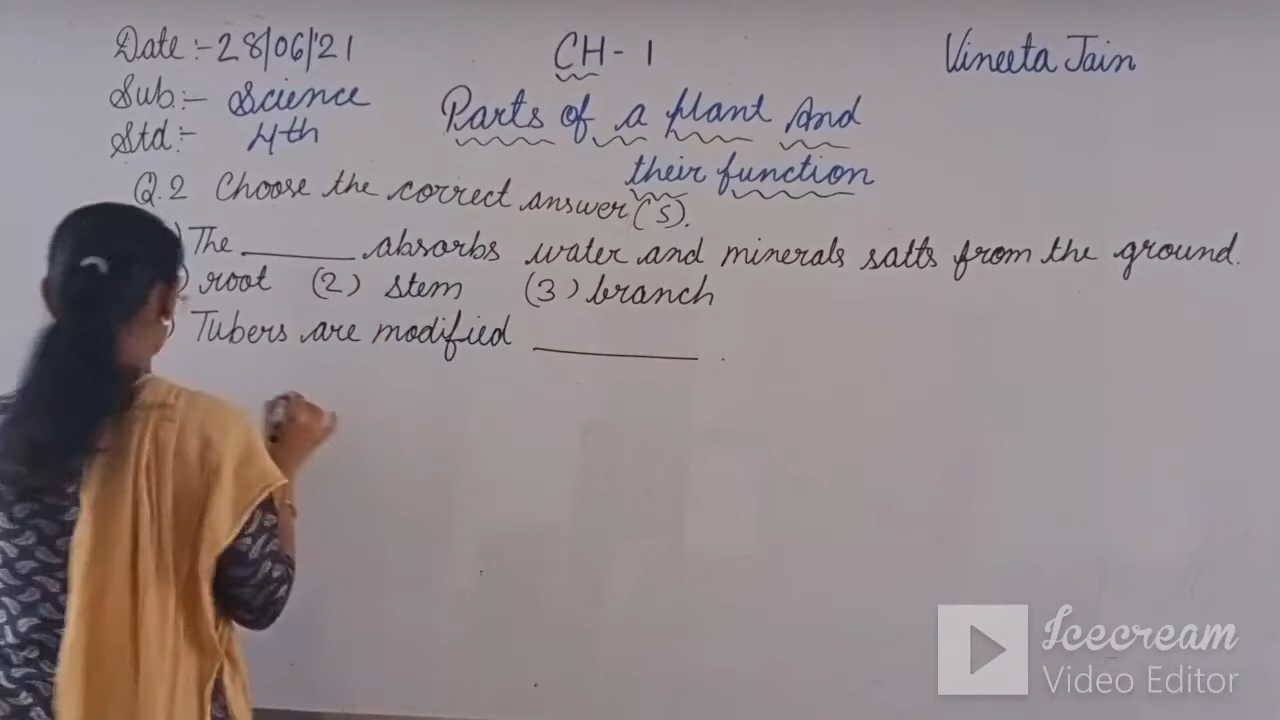 Date:- 28/06/'21
CH - 1
Vineeta Jain
Sub:- Science
Parts of a plant And
Std:- 4th
their function
Q.2 Choose the correct answer(s).
) The ______ absorbs water and minerals salts from the ground.
) root (2) stem (3) branch
) Tubers are modified ______ .
Icecream
Video Editor